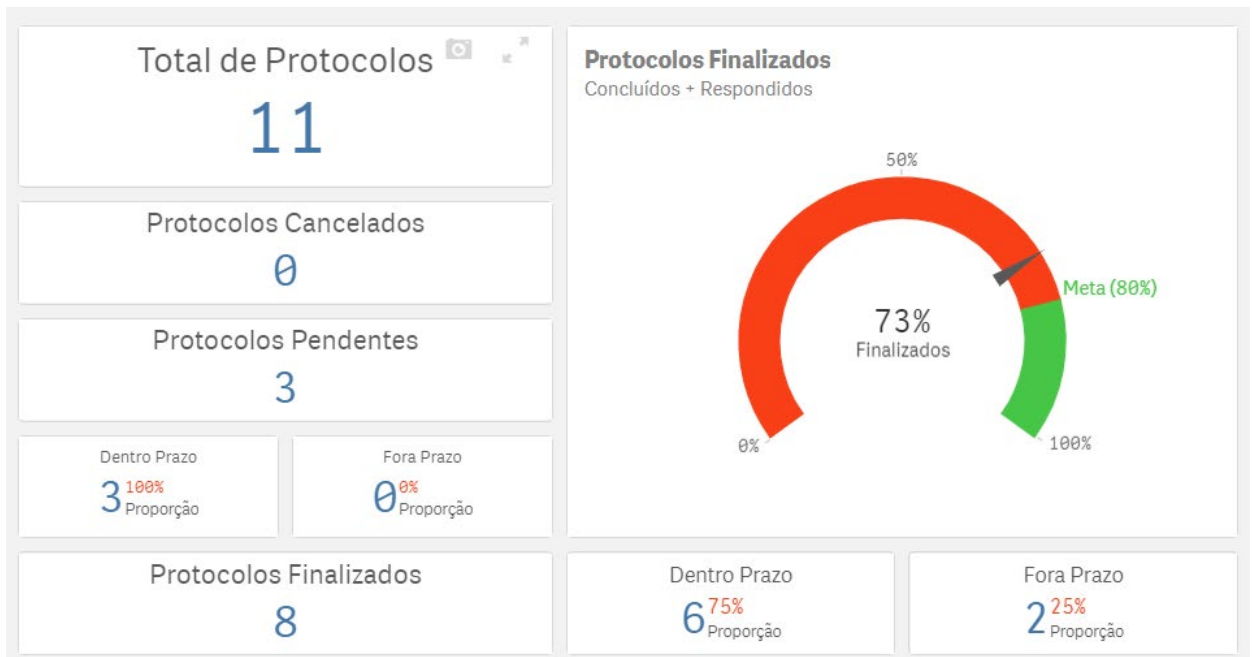 Total de Protocolos
11
Protocolos Cancelados
0
Protocolos Pendentes
3
Dentro Prazo
3 100%
Proporção
Fora Prazo
0 0%
Proporção
Protocolos Finalizados
8
Protocolos Finalizados
Concluídos + Respondidos
50%
Meta (80%)
73%
Finalizados
0%
100%
Dentro Prazo
6 75%
Proporção
Fora Prazo
2 25%
Proporção